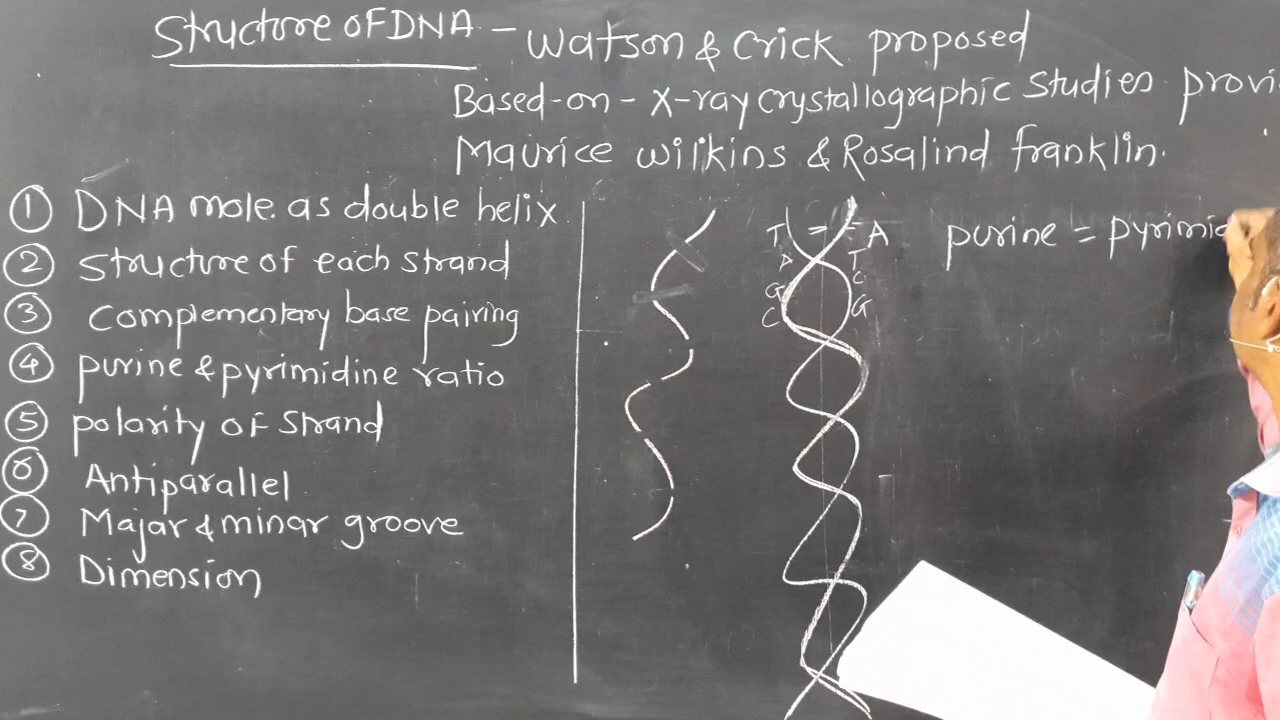 Structure of DNA - Watson & Crick proposed
Based-on - X-ray crystallographic studies provi
Maurice wilkins & Rosalind franklin.
① DNA mole. as double helix
② structure of each strand
③ complementary base pairing
④ purine & pyrimidine ratio
⑤ polarity of strand
⑥ Antiparallel
⑦ Majar & minar groove
⑧ Dimension
T = A
A T
G C
C G
purine = pyrimid